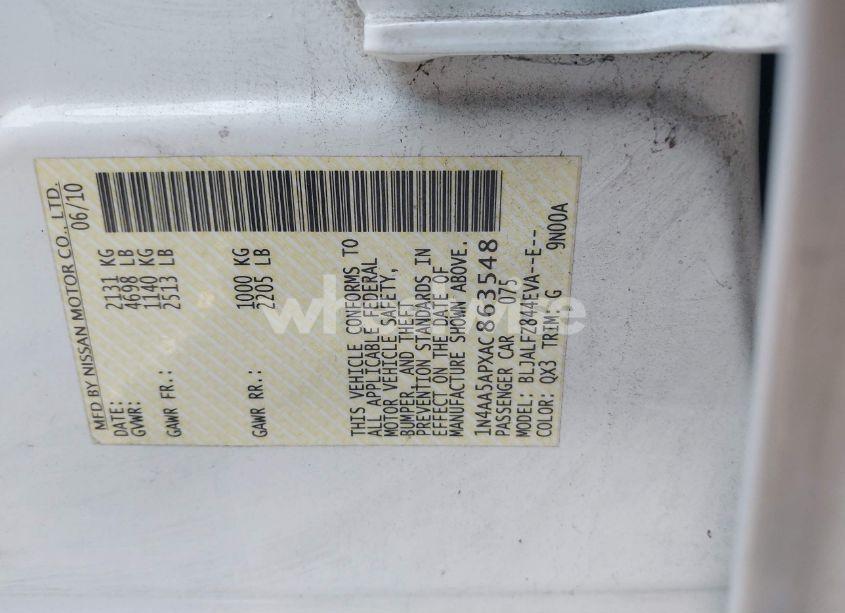 MFD BY NISSAN MOTOR CO., LTD.
DATE: 06/10
GVWR: 2131 KG
4698 LB
GAWR FR.: 1140 KG
2513 LB
GAWR RR.: 1000 KG
2205 LB
THIS VEHICLE CONFORMS TO
ALL APPLICABLE FEDERAL
MOTOR VEHICLE SAFETY,
BUMPER, AND THEFT
PREVENTION STANDARDS IN
EFFECT ON THE DATE OF
MANUFACTURE SHOWN ABOVE.
1N4AA5APXAC863548
PASSENGER CAR 075
MODEL: BLJALFZ844EVA--E--
COLOR: QX3 TRIM: G 9N00A